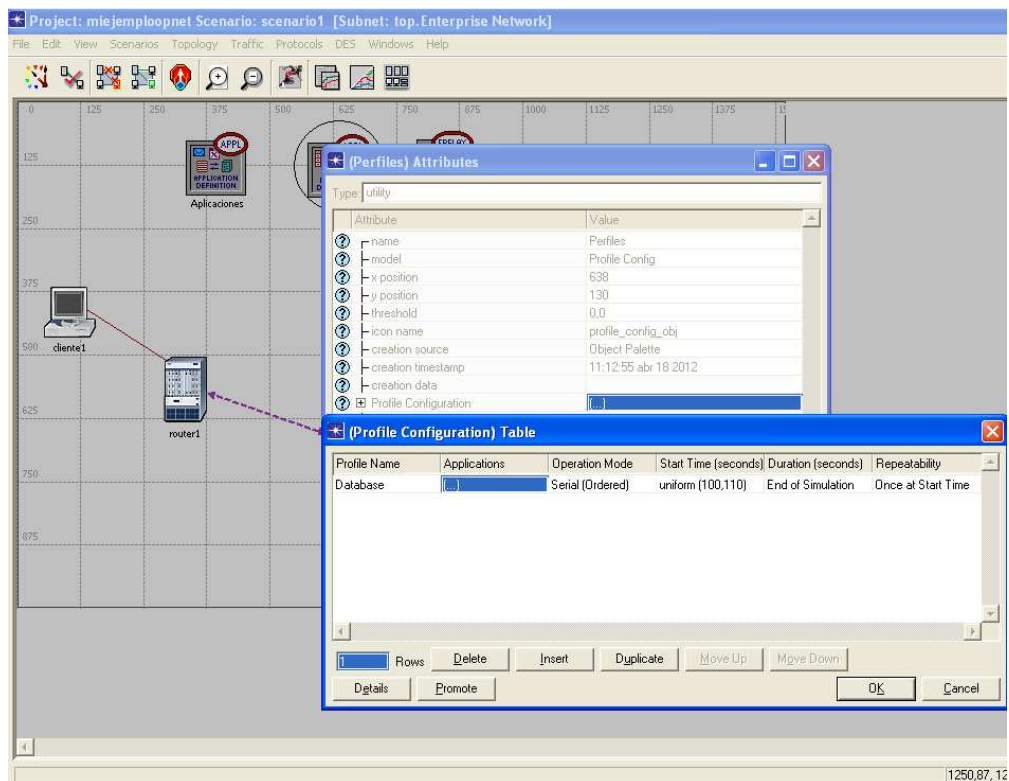 Project: miejemploopnet Scenario: scenario1 [Subnet: top.Enterprise Network]
File Edit View Scenarios Topology Traffic Protocols DES Windows Help
0 125 250 375 500 625 750 875 1000 1125 1250 1375
APPL
125
APPLICATION
DEFINITION
Aplicaciones
250
375
cliente1
500
625
router1
750
875
(Perfiles) Attributes
Type: utility
Attribute Value
name Perfiles
model Profile Config
x position 638
y position 130
threshold 0,0
icon name profile_config_obj
creation source Object Palette
creation timestamp 11:12:55 abr 18 2012
creation data
Profile Configuration (...)
(Profile Configuration) Table
Profile Name Applications Operation Mode Start Time (seconds) Duration (seconds) Repeatability
Database (...) Serial (Ordered) uniform (100,110) End of Simulation Once at Start Time
1 Rows Delete Insert Duplicate Move Up Move Down
Details Promote OK Cancel
1250,87, 12